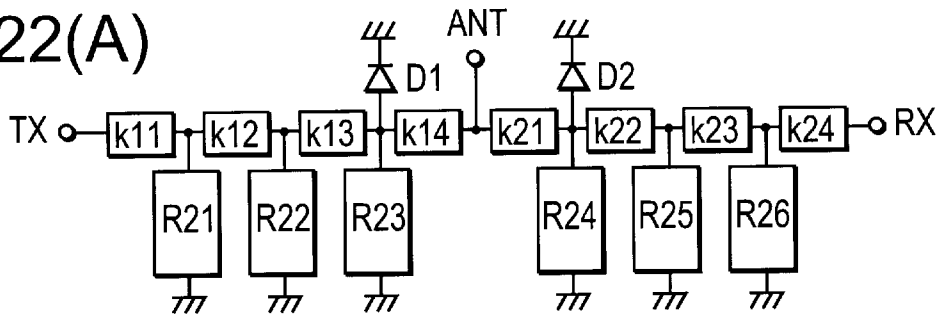 22(A)
ANT
D1
D2
TX
k11
k12
k13
k14
k21
k22
k23
k24
RX
R21
R22
R23
R24
R25
R26